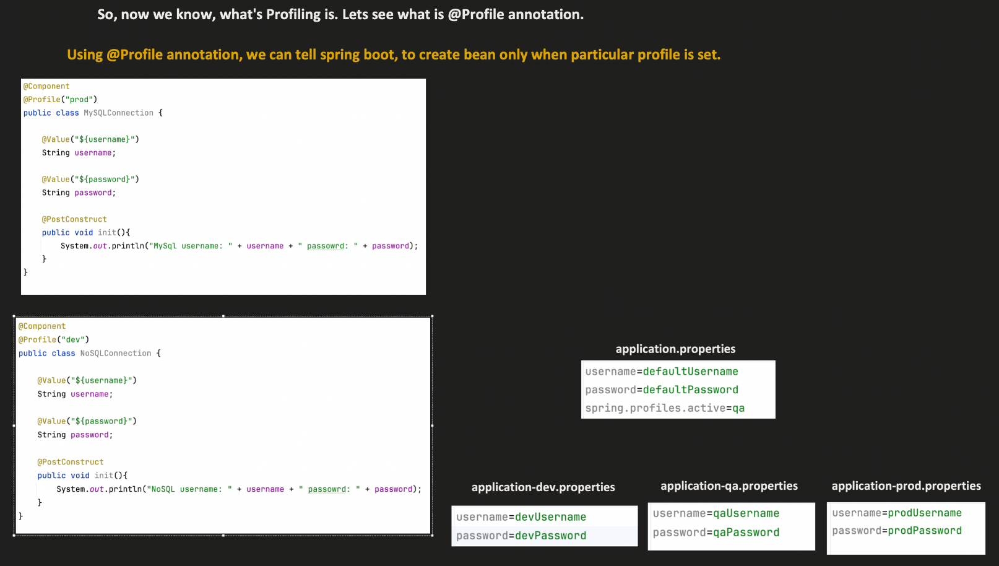 So, now we know, what's Profiling is. Lets see what is @Profile annotation.
Using @Profile annotation, we can tell spring boot, to create bean only when particular profile is set.
@Component
@Profile("prod")
public class MySQLConnection {
@Value("${username}")
String username;
@Value("${password}")
String password;
@PostConstruct
public void init(){
System.out.println("MySql username: " + username + " passowrd: " + password);
}
}
@Component
@Profile("dev")
public class NoSQLConnection {
@Value("${username}")
String username;
@Value("${password}")
String password;
@PostConstruct
public void init(){
System.out.println("NoSQL username: " + username + " passowrd: " + password);
}
}
application.properties
username=defaultUsername
password=defaultPassword
spring.profiles.active=qa
application-dev.properties
username=devUsername
password=devPassword
application-qa.properties
username=qaUsername
password=qaPassword
application-prod.properties
username=prodUsername
password=prodPassword